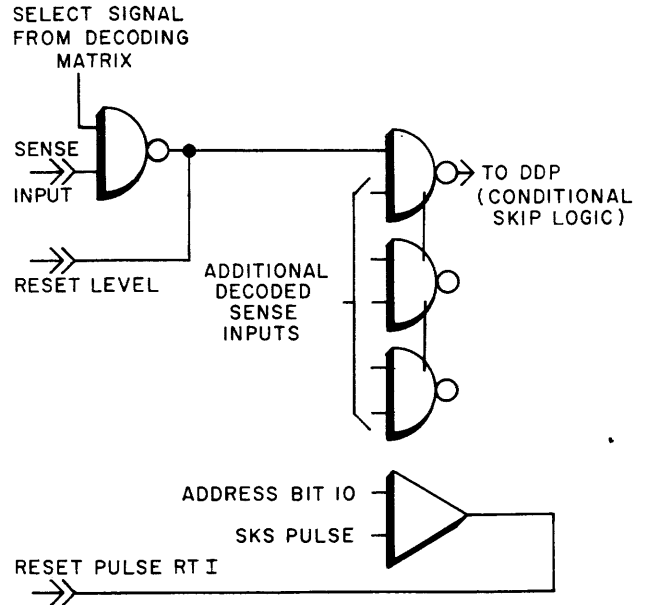 SELECT SIGNAL
FROM DECODING
MATRIX
SENSE
INPUT
RESET LEVEL
TO DDP
(CONDITIONAL
SKIP LOGIC)
ADDITIONAL
DECODED
SENSE
INPUTS
ADDRESS BIT 10
SKS PULSE
RESET PULSE RT I